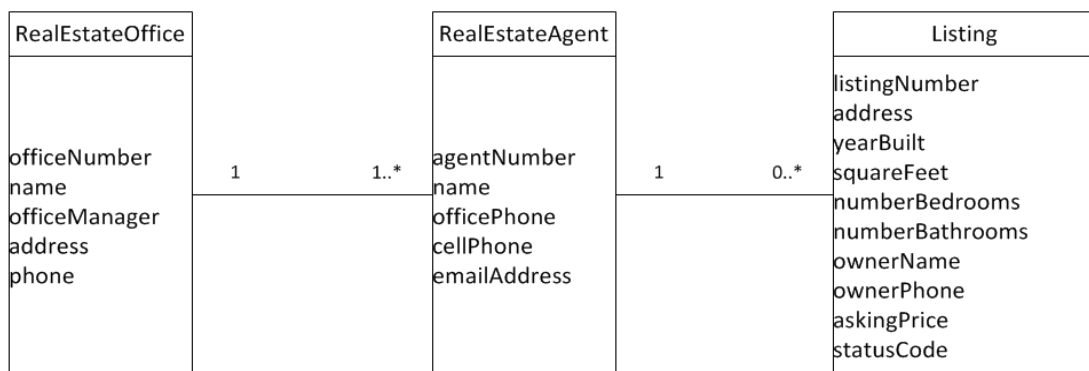 RealEstateOffice
officeNumber
name
officeManager
address
phone
1
1..*
RealEstateAgent
agentNumber
name
officePhone
cellPhone
emailAddress
1
0..*
Listing
listingNumber
address
yearBuilt
squareFeet
numberBedrooms
numberBathrooms
ownerName
ownerPhone
askingPrice
statusCode